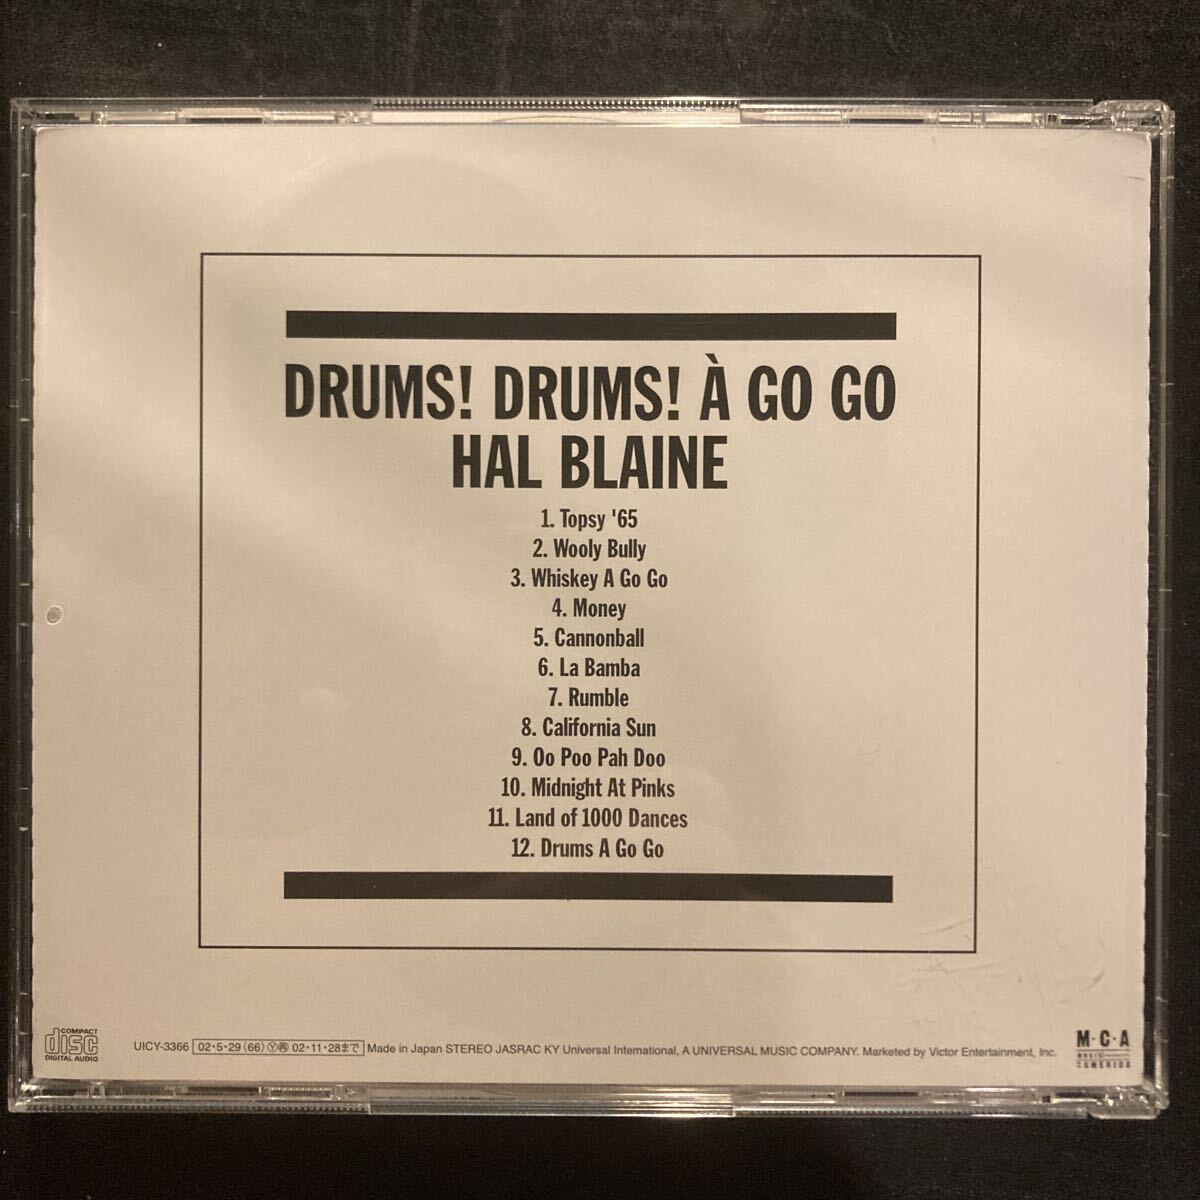 DRUMS! DRUMS! À GO GO
HAL BLAINE
1. Topsy '65
2. Wooly Bully
3. Whiskey A Go Go
4. Money
5. Cannonball
6. La Bamba
7. Rumble
8. California Sun
9. Oo Poo Pah Doo
10. Midnight At Pinks
11. Land of 1000 Dances
12. Drums A Go Go
COMPACT
disc
DIGITAL AUDIO
UICY-3366 02・5・29 (66) Ⓨ㊞ 02・11・28まで Made in Japan STEREO JASRAC KY Universal International, A UNIVERSAL MUSIC COMPANY. Marketed by Victor Entertainment, Inc.
M·C·A
MUSIC
AMERICA